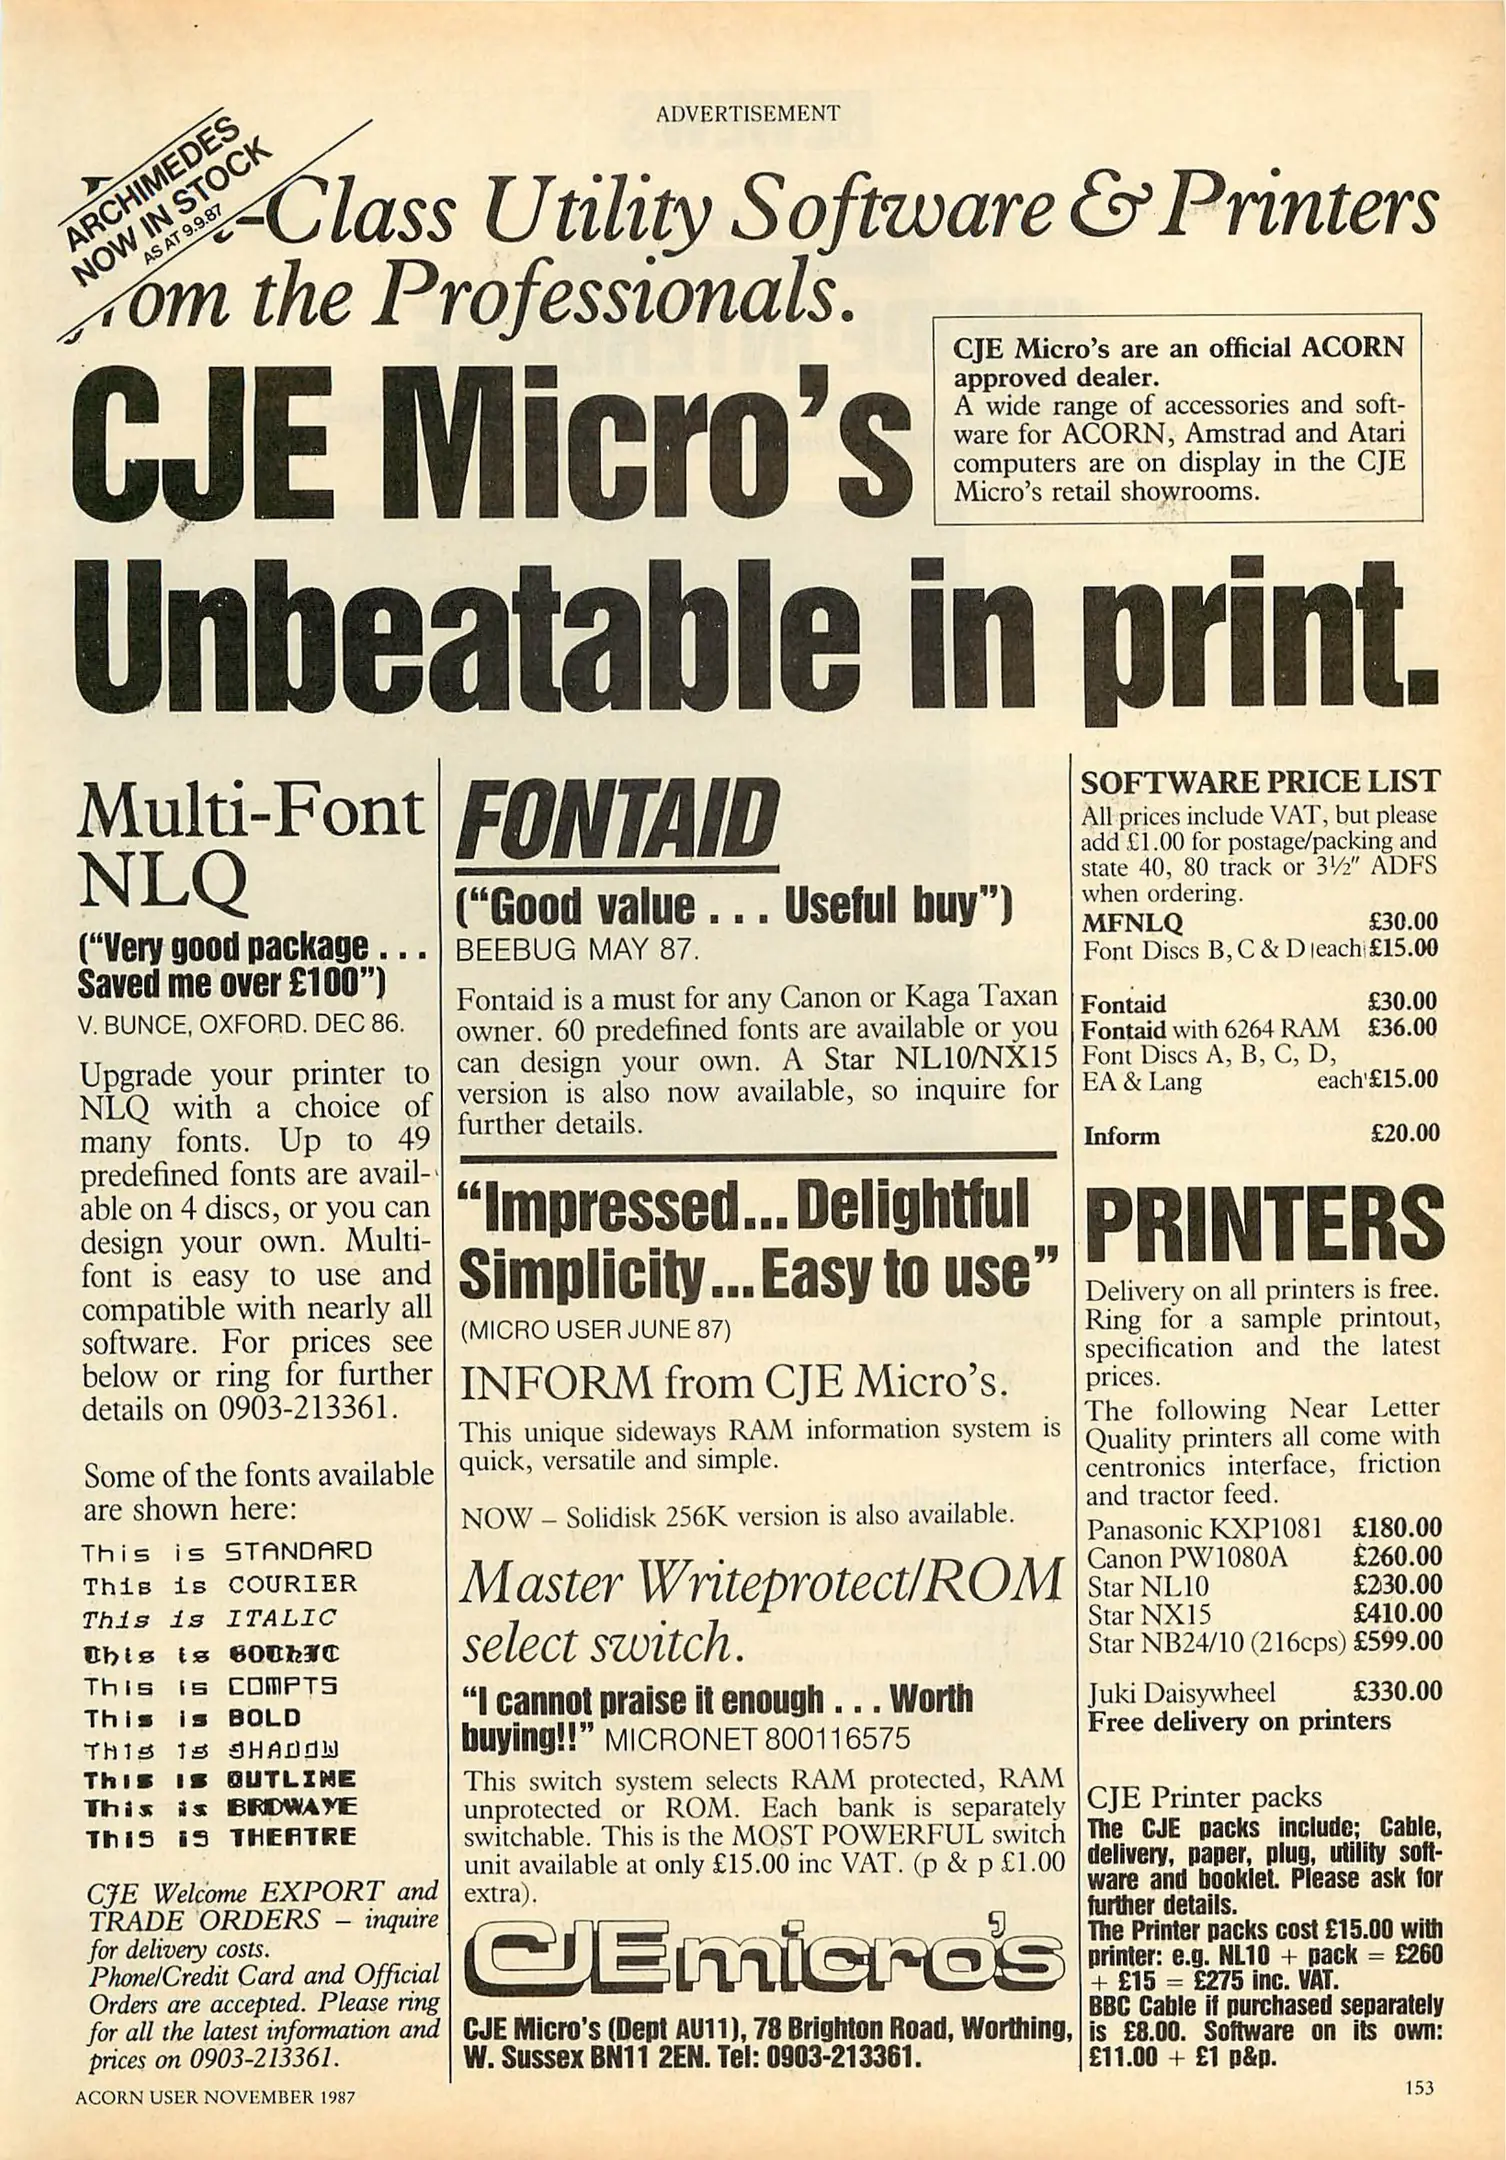 ADVERTISEMENT
ARCHIMEDES
NOW IN STOCK
AS AT 9.9.87
-Class Utility Software & Printers
om the Professionals.
CJE Micro's
Unbeatable in print.
CJE Micro's are an official ACORN
approved dealer.
A wide range of accessories and soft-
ware for ACORN, Amstrad and Atari
computers are on display in the CJE
Micro's retail showrooms.
Multi-Font
NLQ
("Very good package . . .
Saved me over £100")
V. BUNCE, OXFORD. DEC 86.
Upgrade your printer to
NLQ with a choice of
many fonts. Up to 49
predefined fonts are avail-
able on 4 discs, or you can
design your own. Multi-
font is easy to use and
compatible with nearly all
software. For prices see
below or ring for further
details on 0903-213361.
Some of the fonts available
are shown here:
This is STANDARD
This is COURIER
This is ITALIC
This is GOTHIC
This is COMPTS
This is BOLD
This is SHADOW
This is OUTLINE
This is BRDWAYE
This is THEATRE
CJE Welcome EXPORT and
TRADE ORDERS – inquire
for delivery costs.
Phone/Credit Card and Official
Orders are accepted. Please ring
for all the latest information and
prices on 0903-213361.
FONTAID
("Good value . . . Useful buy")
BEEBUG MAY 87.
Fontaid is a must for any Canon or Kaga Taxan
owner. 60 predefined fonts are available or you
can design your own. A Star NL10/NX15
version is also now available, so inquire for
further details.
"Impressed... Delightful
Simplicity... Easy to use"
(MICRO USER JUNE 87)
INFORM from CJE Micro's.
This unique sideways RAM information system is
quick, versatile and simple.
NOW – Solidisk 256K version is also available.
Master Writeprotect/ROM
select switch.
"I cannot praise it enough . . . Worth
buying!!" MICRONET 800116575
This switch system selects RAM protected, RAM
unprotected or ROM. Each bank is separately
switchable. This is the MOST POWERFUL switch
unit available at only £15.00 inc VAT. (p & p £1.00
extra).
CJE micro's
CJE Micro's (Dept AU11), 78 Brighton Road, Worthing,
W. Sussex BN11 2EN. Tel: 0903-213361.
SOFTWARE PRICE LIST
All prices include VAT, but please
add £1.00 for postage/packing and
state 40, 80 track or 3½" ADFS
when ordering.
MFNLQ £30.00
Font Discs B, C & D each £15.00
Fontaid £30.00
Fontaid with 6264 RAM £36.00
Font Discs A, B, C, D,
EA & Lang each £15.00
Inform £20.00
PRINTERS
Delivery on all printers is free.
Ring for a sample printout,
specification and the latest
prices.
The following Near Letter
Quality printers all come with
centronics interface, friction
and tractor feed.
Panasonic KXP1081 £180.00
Canon PW1080A £260.00
Star NL10 £230.00
Star NX15 £410.00
Star NB24/10 (216cps) £599.00
Juki Daisywheel £330.00
Free delivery on printers
CJE Printer packs
The CJE packs include; Cable,
delivery, paper, plug, utility soft-
ware and booklet. Please ask for
further details.
The Printer packs cost £15.00 with
printer: e.g. NL10 + pack = £260
+ £15 = £275 inc. VAT.
BBC Cable if purchased separately
is £8.00. Software on its own:
£11.00 + £1 p&p.
ACORN USER NOVEMBER 1987
153